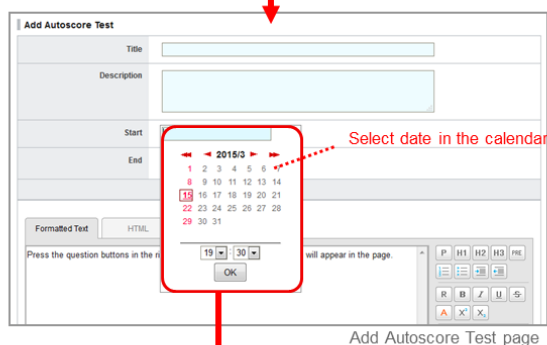 Add Autoscore Test
Title
Description
Start
End
Select date in the calendar
2015/3
1 2 3 4 5 6 7
8 9 10 11 12 13 14
15 16 17 18 19 20 21
22 23 24 25 26 27 28
29 30 31
19 : 30
OK
Formatted Text HTML
Press the question buttons in the will appear in the page.
P H1 H2 H3 PRE
R B I U S
A X² X₂
Add Autoscore Test page